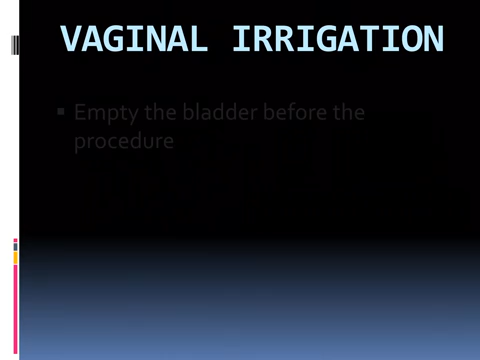 VAGINAL IRRIGATION
▪ Empty the bladder before the
procedure